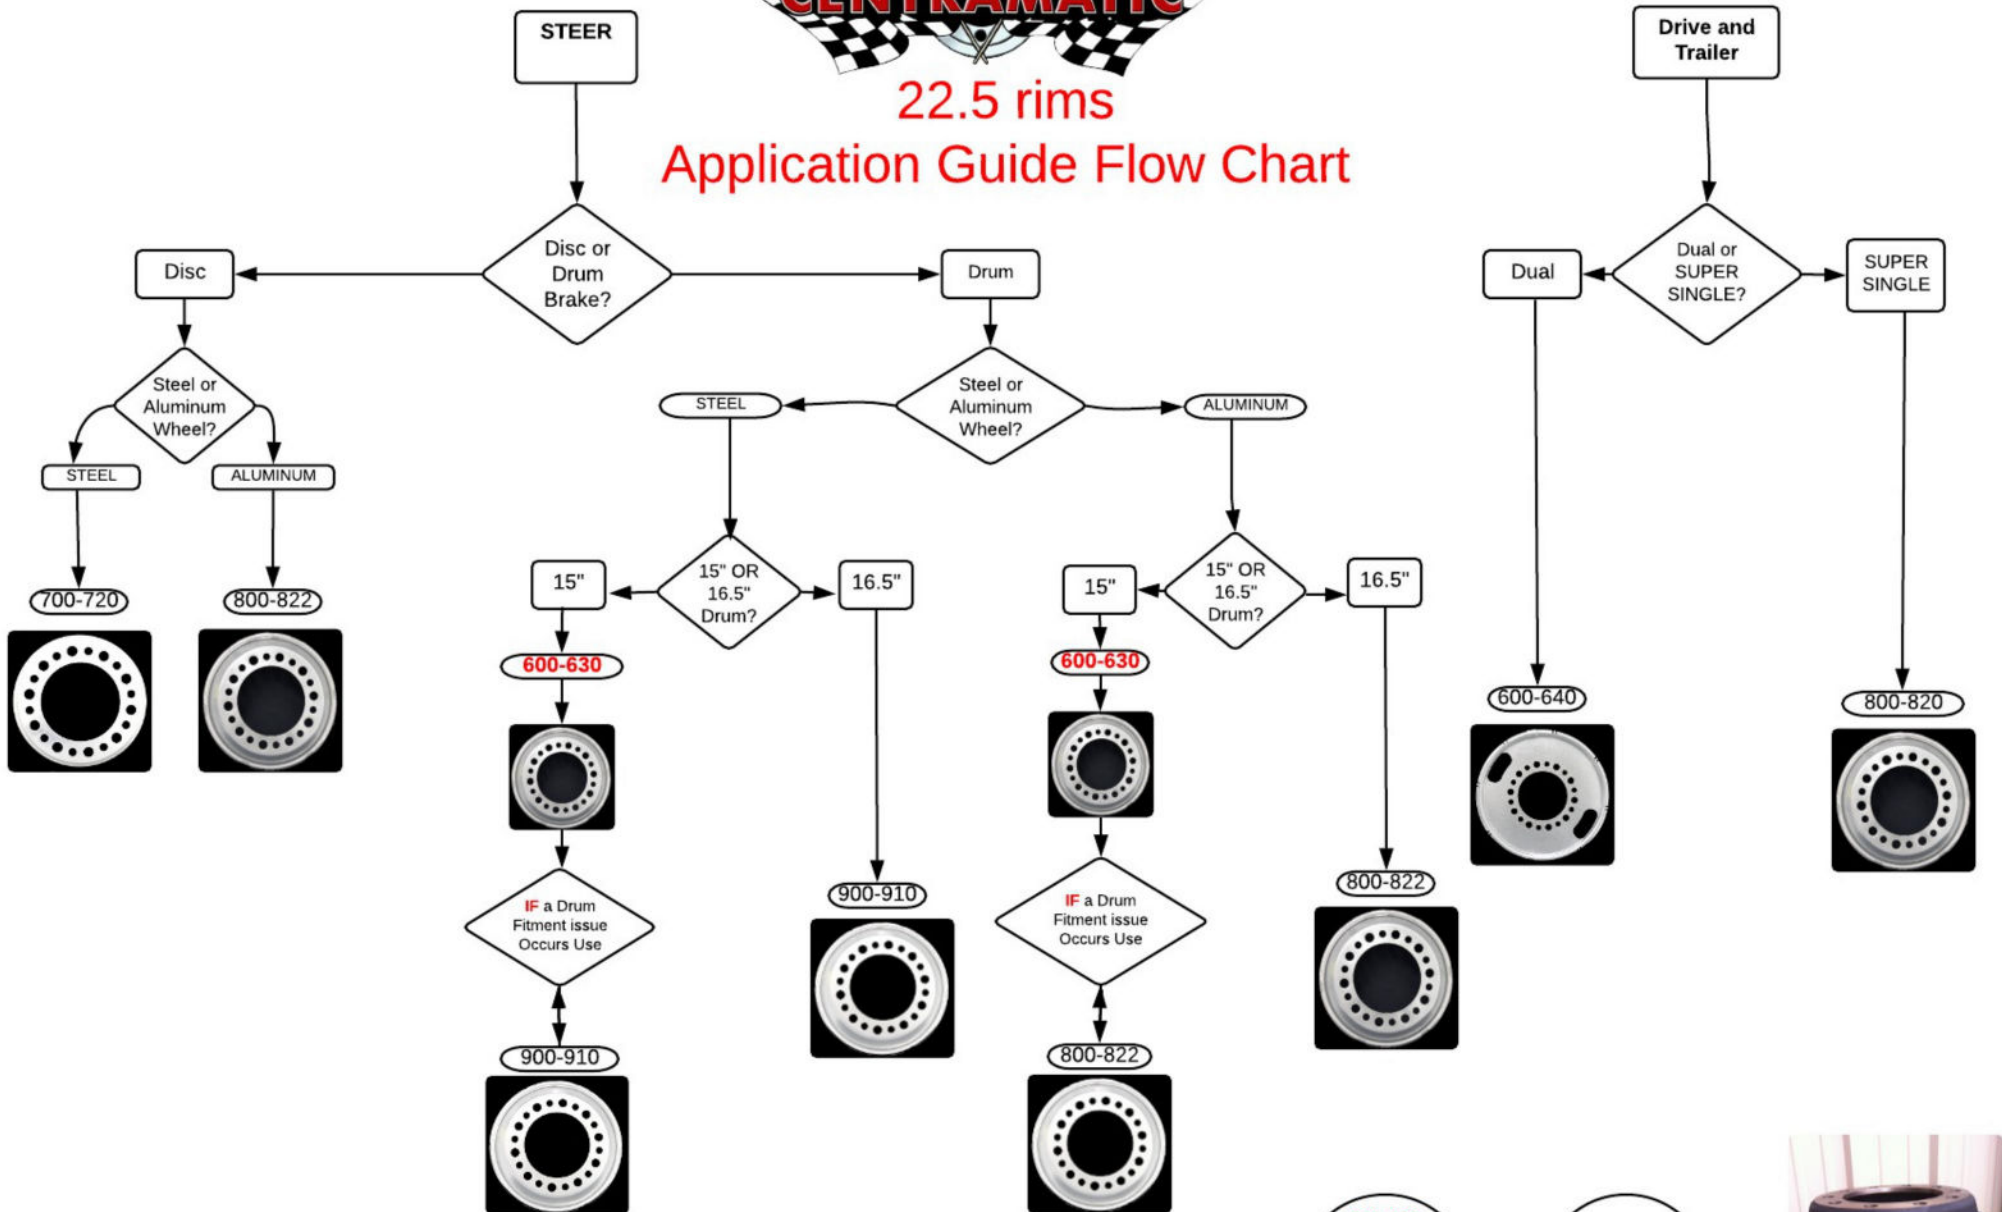 CENTRAMATIC
22.5 rims
Application Guide Flow Chart
STEER
Disc or
Drum
Brake?
Disc
Steel or
Aluminum
Wheel?
STEEL
ALUMINUM
700-720
800-822
Drum
Steel or
Aluminum
Wheel?
STEEL
ALUMINUM
15" OR
16.5"
Drum?
15"
16.5"
600-630
IF a Drum
Fitment issue
Occurs Use
900-910
900-910
15" OR
16.5"
Drum?
15"
16.5"
600-630
IF a Drum
Fitment issue
Occurs Use
800-822
800-822
Drive and
Trailer
Dual or
SUPER
SINGLE?
Dual
SUPER
SINGLE
600-640
800-820